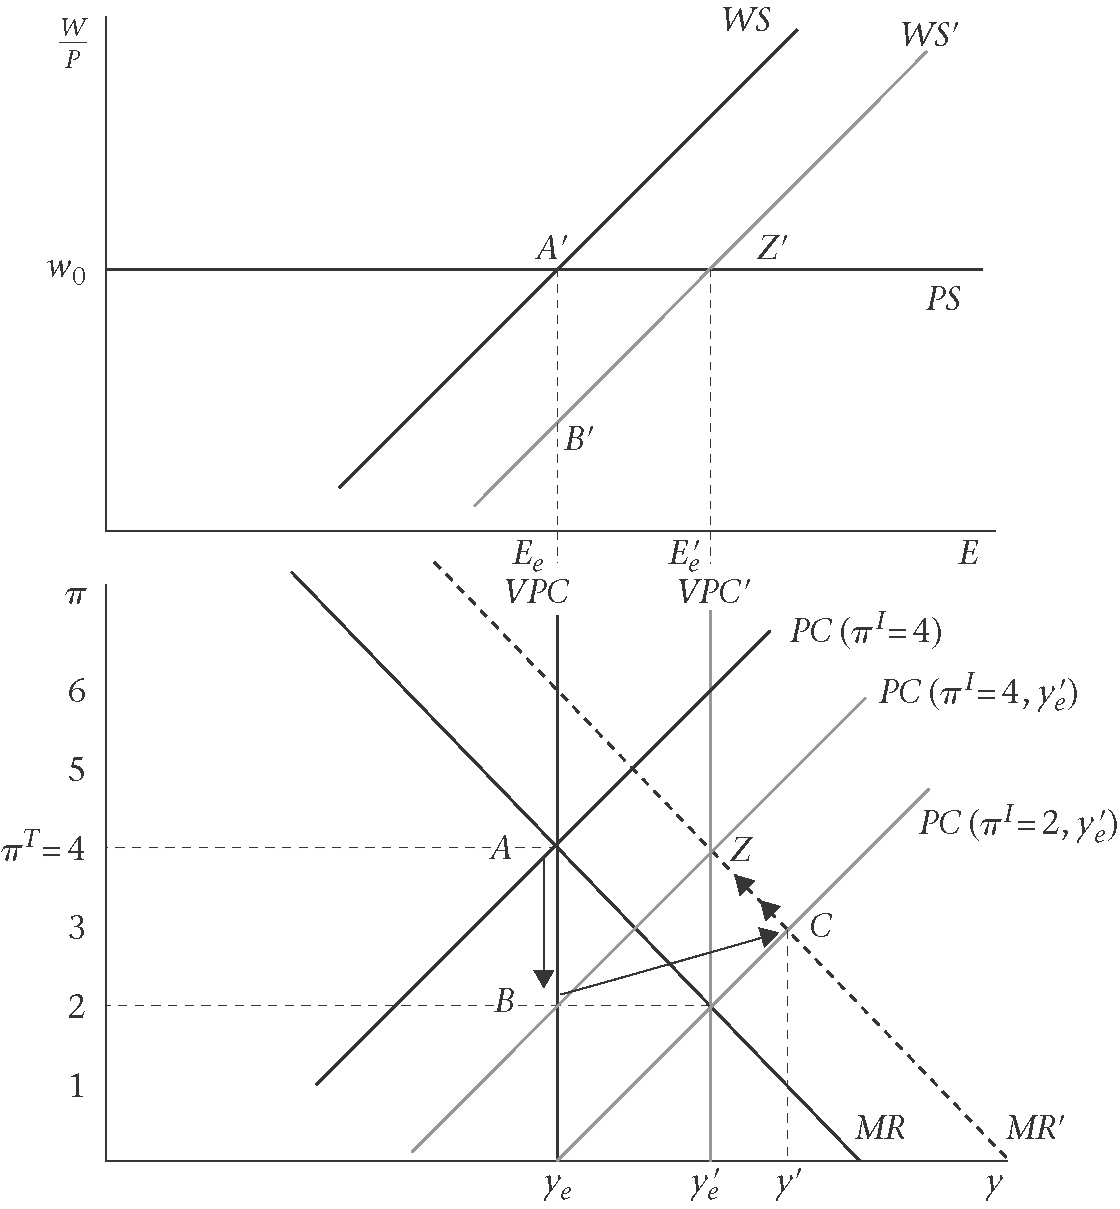 W/P
WS
WS′
A′
Z′
w₀
PS
B′
Eₑ
E′ₑ
E
VPC
VPC′
π
PC (πᴵ=4)
6
PC (πᴵ=4, y′ₑ)
5
PC (πᴵ=2, y′ₑ)
πᵀ=4
A
Z
3
C
2
B
1
MR
MR′
yₑ
y′ₑ
y′
y